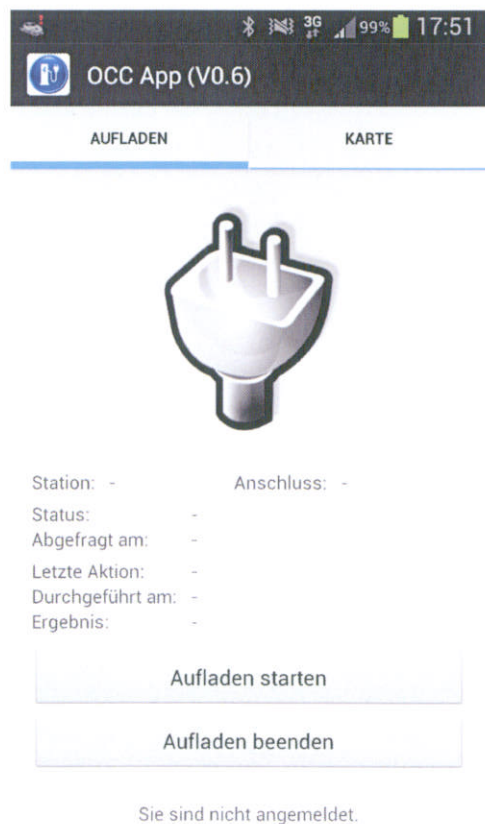 3G 99% 17:51
OCC App (V0.6)
AUFLADEN KARTE
Station: - Anschluss: -
Status: -
Abgefragt am: -
Letzte Aktion: -
Durchgeführt am: -
Ergebnis: -
Aufladen starten
Aufladen beenden
Sie sind nicht angemeldet.